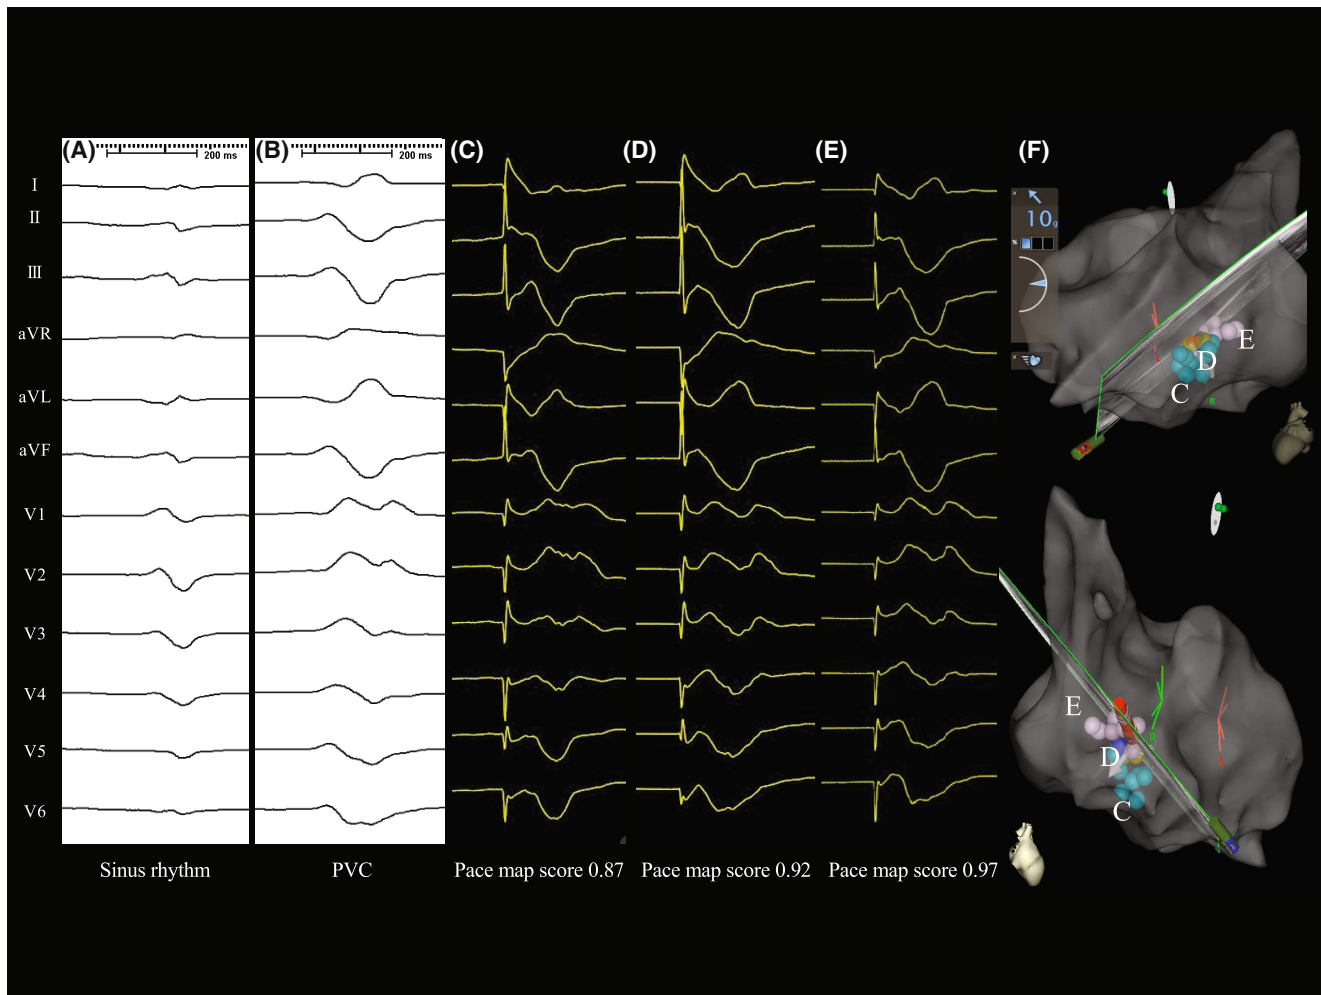 (A)
200 ms
(B)
200 ms
(C)
(D)
(E)
(F)
I
II
III
aVR
aVL
aVF
V1
V2
V3
V4
V5
V6
10g
%
E
D
C
R
E
D
C
R
Sinus rhythm
PVC
Pace map score 0.87
Pace map score 0.92
Pace map score 0.97